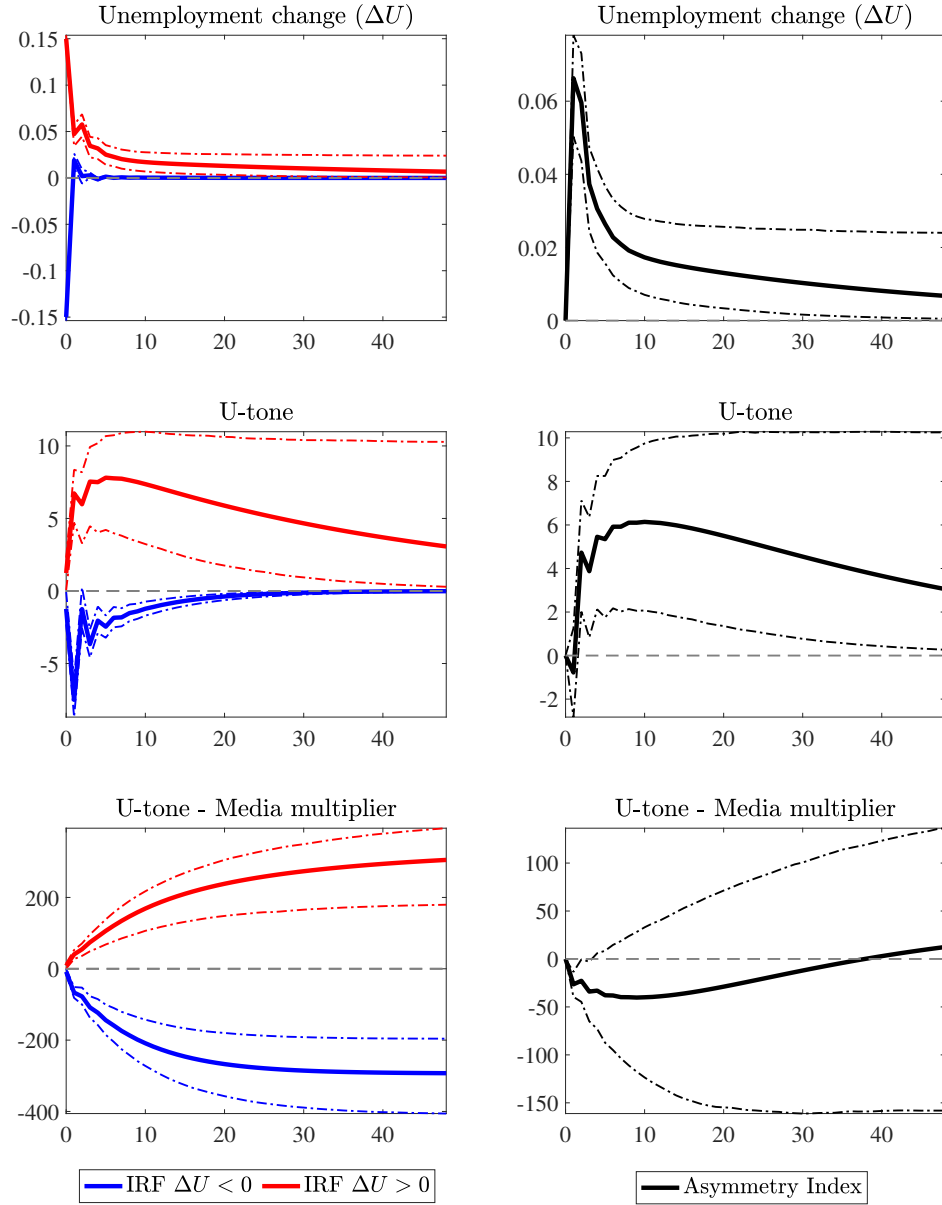 Unemployment change (ΔU)
0.15
0.1
0.05
0
-0.05
-0.1
-0.15
0 10 20 30 40
Unemployment change (ΔU)
0.06
0.04
0.02
0
0 10 20 30 40
U-tone
10
5
0
-5
0 10 20 30 40
U-tone
10
8
6
4
2
0
-2
0 10 20 30 40
U-tone - Media multiplier
200
0
-200
-400
0 10 20 30 40
U-tone - Media multiplier
100
50
0
-50
-100
-150
0 10 20 30 40
IRF ΔU < 0 IRF ΔU > 0
Asymmetry Index